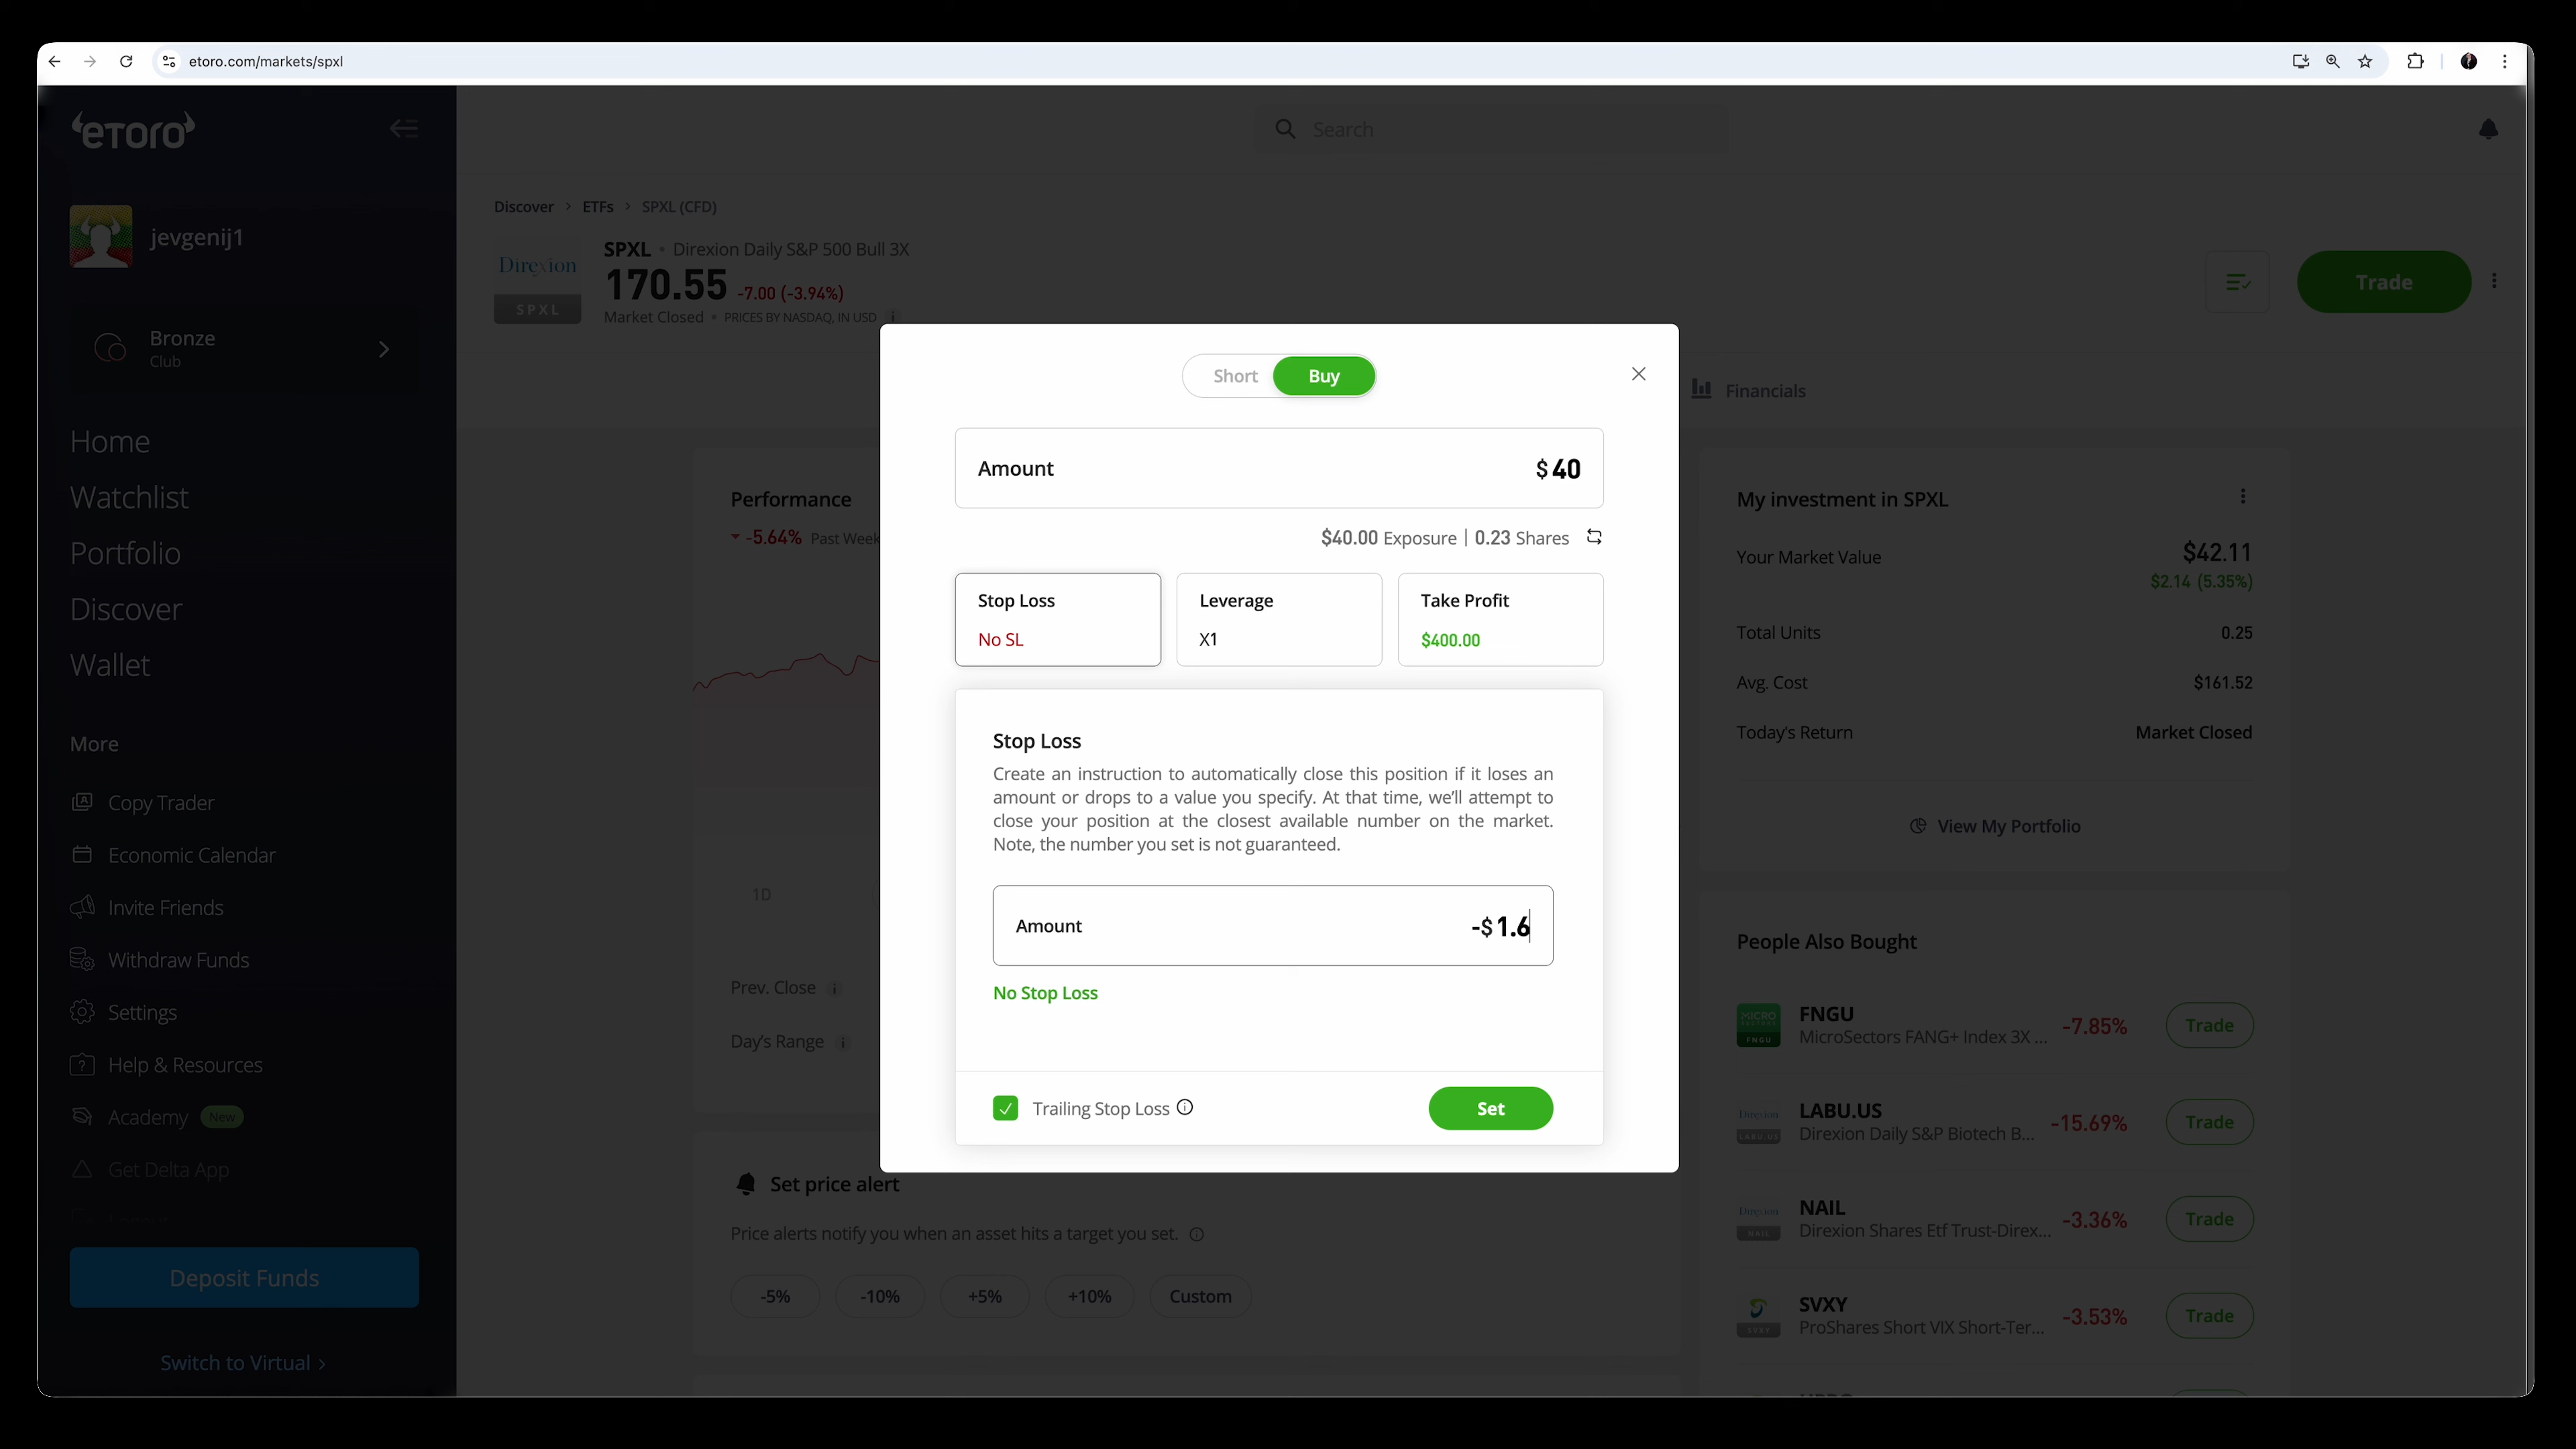 etoro.com/markets/spxl
eToro
Search
jevgenij1
Bronze
Club
Home
Watchlist
Portfolio
Discover
Wallet
More
Copy Trader
Economic Calendar
Invite Friends
Withdraw Funds
Settings
Help & Resources
Academy New
Get Delta App
Deposit Funds
Switch to Virtual >
Discover > ETFs > SPXL (CFD)
Direxion
SPXL
SPXL • Direxion Daily S&P 500 Bull 3X
170.55 -7.00 (-3.94%)
Market Closed • PRICES BY NASDAQ, IN USD
Trade
Financials
Performance
-5.64% Past Week
1D
Prev. Close
Day's Range
Short Buy
Amount $ 40
$40.00 Exposure | 0.23 Shares
Stop Loss
No SL
Leverage
X1
Take Profit
$400.00
Stop Loss
Create an instruction to automatically close this position if it loses an
amount or drops to a value you specify. At that time, we'll attempt to
close your position at the closest available number on the market.
Note, the number you set is not guaranteed.
Amount -$ 1.6
No Stop Loss
Trailing Stop Loss
Set
Set price alert
Price alerts notify you when an asset hits a target you set.
-5% -10% +5% +10% Custom
My investment in SPXL
Your Market Value $42.11
$2.14 (5.35%)
Total Units 0.25
Avg. Cost $161.52
Today's Return Market Closed
View My Portfolio
People Also Bought
MICRO
FNGU
FNGU
MicroSectors FANG+ Index 3X ...
-7.85%
Trade
Direxion
LABU.US
LABU.US
Direxion Daily S&P Biotech B...
-15.69%
Trade
Direxion
NAIL
NAIL
Direxion Shares Etf Trust-Direx...
-3.36%
Trade
SVXY
SVXY
ProShares Short VIX Short-Ter...
-3.53%
Trade